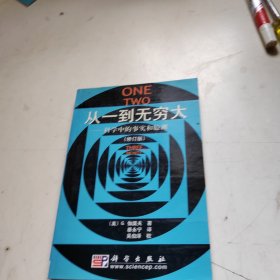 ONE
TWO
从一到无穷大
科学中的事实和臆测
(修订版)
THREE
〔美〕G. 伽莫夫 著
暴永宁 译
吴伯泽 校
科学出版社
www.sciencep.com